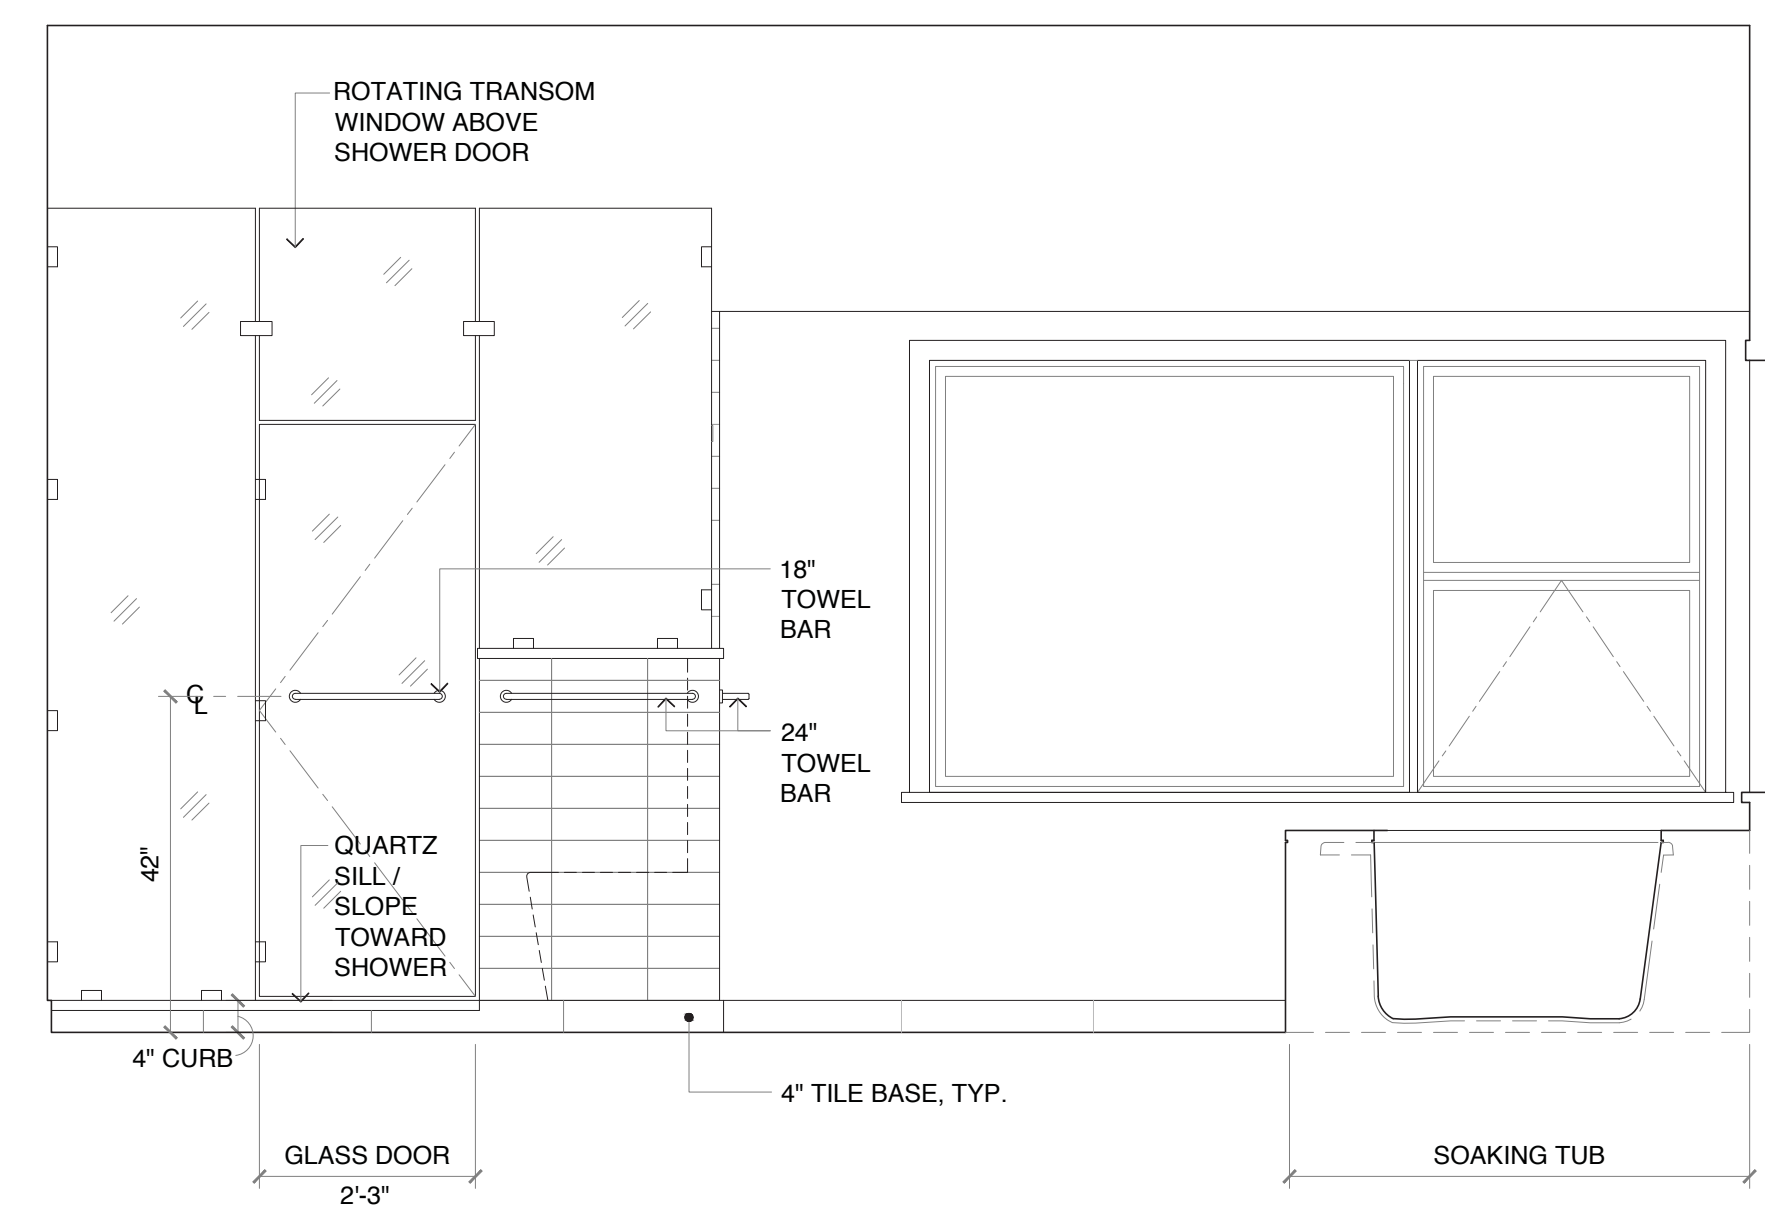 ROTATING TRANSOM
WINDOW ABOVE
SHOWER DOOR
18"
TOWEL
BAR
CL
24"
TOWEL
BAR
42"
QUARTZ
SILL /
SLOPE
TOWARD
SHOWER
4" CURB
4" TILE BASE, TYP.
GLASS DOOR
2'-3"
SOAKING TUB